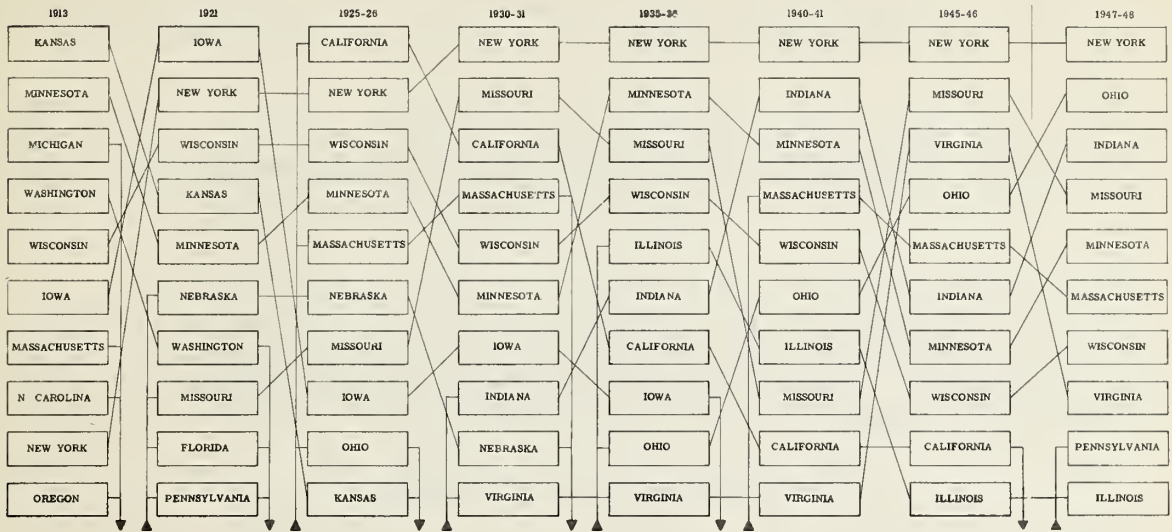 1913 1921 1925-26 1930-31 1935-36 1940-41 1945-46 1947-48
KANSAS IOWA CALIFORNIA NEW YORK NEW YORK NEW YORK NEW YORK NEW YORK
MINNESOTA NEW YORK NEW YORK MISSOURI MINNESOTA INDIANA MISSOURI OHIO
MICHIGAN WISCONSIN WISCONSIN CALIFORNIA MISSOURI MINNESOTA VIRGINIA INDIANA
WASHINGTON KANSAS MINNESOTA MASSACHUSETTS WISCONSIN MASSACHUSETTS OHIO MISSOURI
WISCONSIN MINNESOTA MASSACHUSETTS WISCONSIN ILLINOIS WISCONSIN MASSACHUSETTS MINNESOTA
IOWA NEBRASKA NEBRASKA MINNESOTA INDIANA OHIO INDIANA MASSACHUSETTS
MASSACHUSETTS WASHINGTON MISSOURI IOWA CALIFORNIA ILLINOIS MINNESOTA WISCONSIN
N CAROLINA MISSOURI IOWA INDIANA IOWA MISSOURI WISCONSIN VIRGINIA
NEW YORK FLORIDA OHIO NEBRASKA OHIO CALIFORNIA CALIFORNIA PENNSYLVANIA
OREGON PENNSYLVANIA KANSAS VIRGINIA VIRGINIA VIRGINIA ILLINOIS ILLINOIS